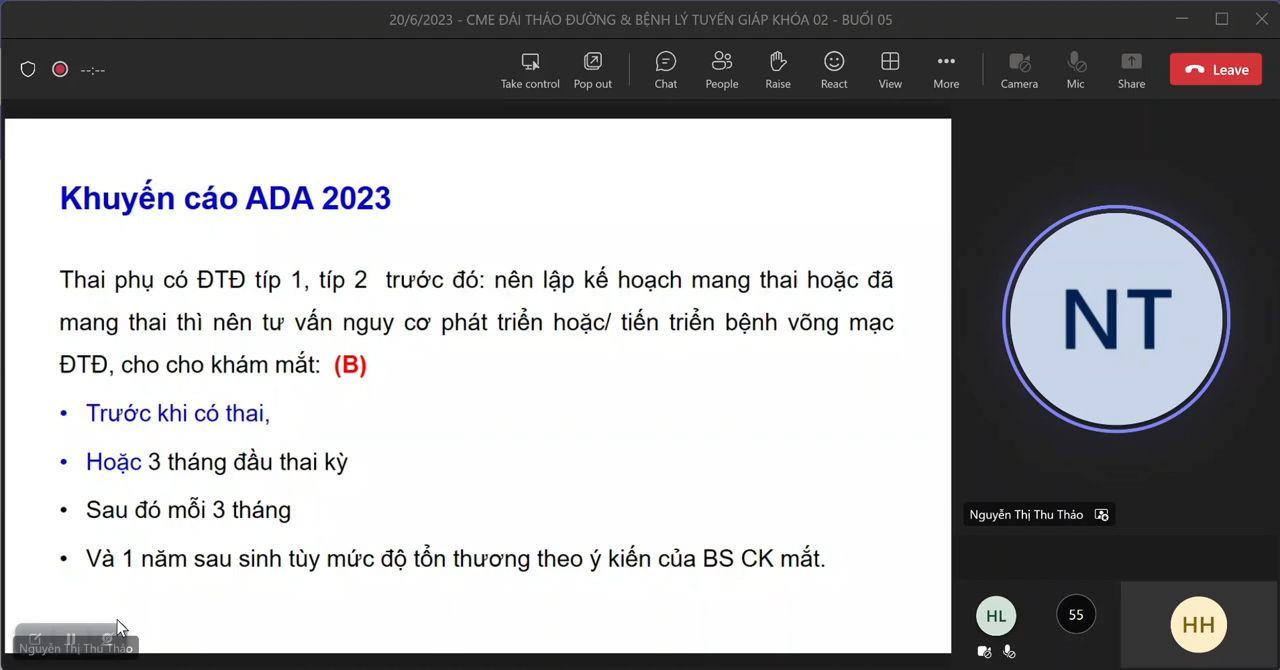 20/6/2023 - CME ĐÁI THÁO ĐƯỜNG & BỆNH LÝ TUYẾN GIÁP KHÓA 02 - BUỔI 05
--:--
Take control
Pop out
Chat
People
Raise
React
View
More
Camera
Mic
Share
Leave
Khuyến cáo ADA 2023
Thai phụ có ĐTĐ típ 1, típ 2 trước đó: nên lập kế hoạch mang thai hoặc đã
mang thai thì nên tư vấn nguy cơ phát triển hoặc/ tiến triển bệnh võng mạc
ĐTĐ, cho cho khám mắt: (B)
• Trước khi có thai,
• Hoặc 3 tháng đầu thai kỳ
• Sau đó mỗi 3 tháng
• Và 1 năm sau sinh tùy mức độ tổn thương theo ý kiến của BS CK mắt.
Nguyễn Thị Thu Thảo
NT
Nguyễn Thị Thu Thảo
HL
55
HH